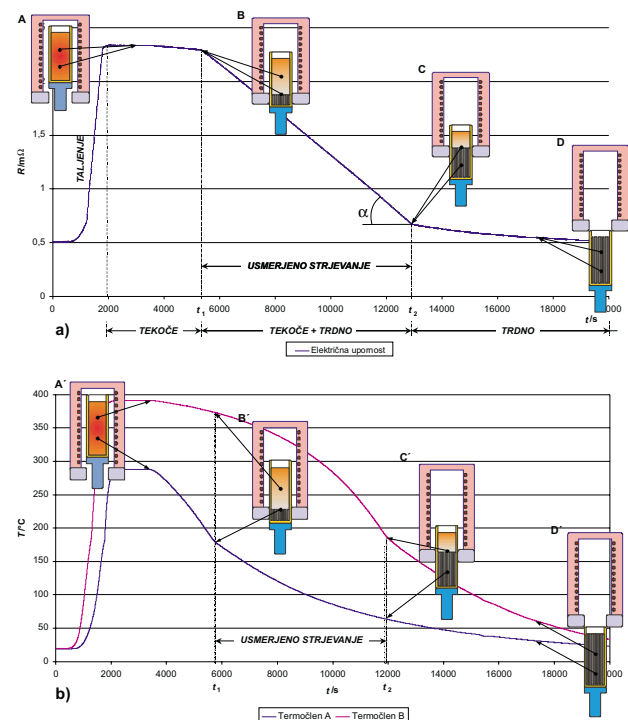 A
B
C
D
R/mΩ
1,5
1
0,5
0
TALJENJE
α
USMERJENO STRJEVANJE
0 2000 4000 6000 8000 10000 12000 14000 16000 18000 20000
t₁ t₂ t/s
a)
TEKOČE TEKOČE + TRDNO TRDNO
Električna upornost
A´
B´
C´
D´
T/°C
400
350
300
250
200
150
100
50
0
USMERJENO STRJEVANJE
0 2000 4000 6000 8000 10000 12000 14000 16000 18000 20000
t₁ t/s t₂
b)
Termočlen A Termočlen B